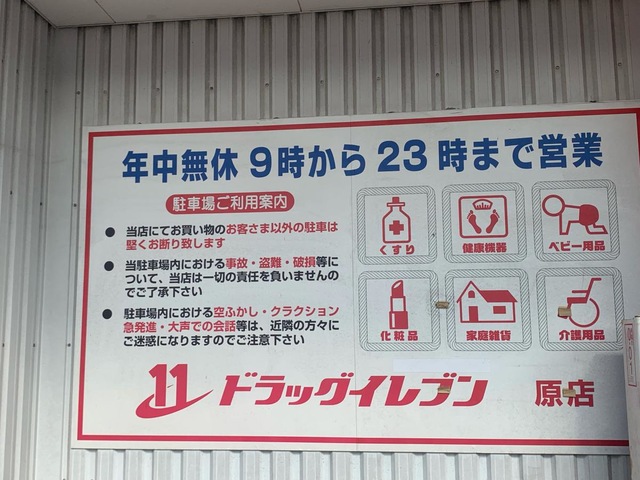 年中無休 9時から23時まで営業
駐車場ご利用案内
● 当店にてお買い物のお客さま以外の駐車は
堅くお断り致します
● 当駐車場内における事故・盗難・破損等に
ついて、当店は一切の責任を負いませんの
でご了承下さい
● 駐車場内における空ふかし・クラクション
急発進・大声での会話等は、近隣の方々に
ご迷惑になりますのでご注意下さい
くすり
健康機器
ベビー用品
化粧品
家庭雑貨
介護用品
11 ドラッグイレブン 原店